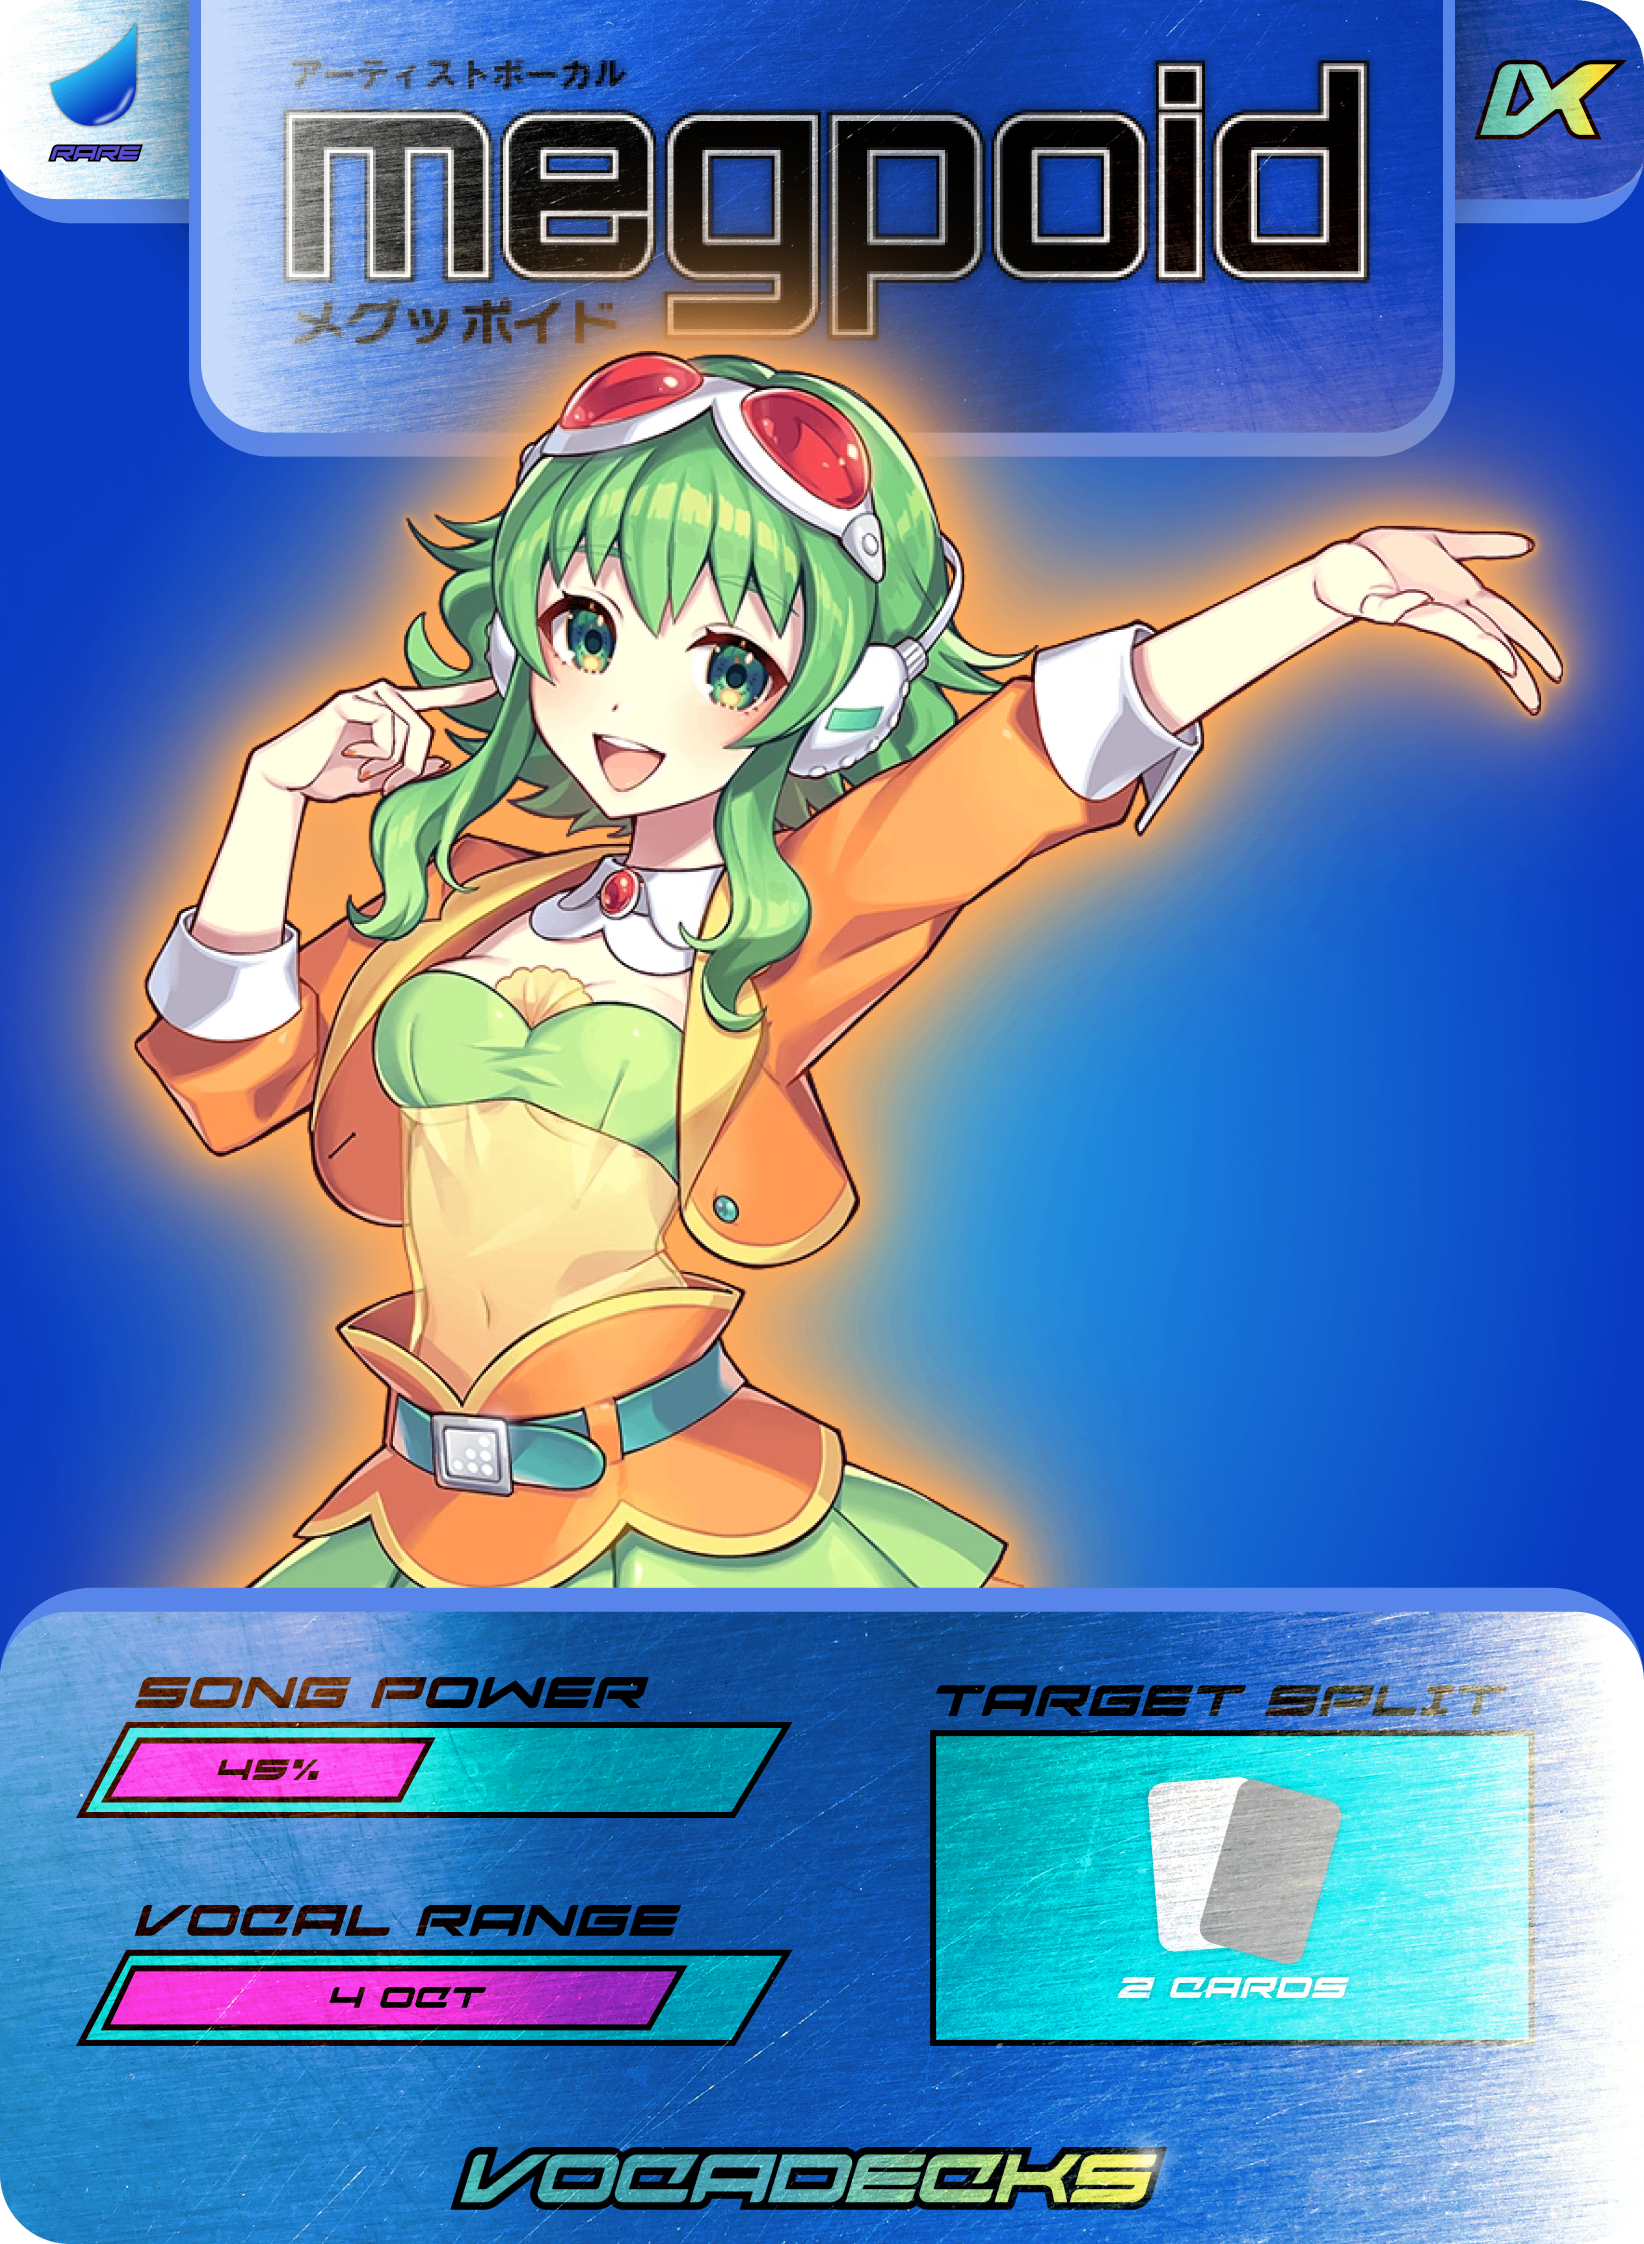 RARE
アーティストボーカル
megpoid
メグッポイド
DX
SONG POWER
45%
VOCAL RANGE
4 OCT
TARGET SPLIT
2 CARDS
VOCADECKS